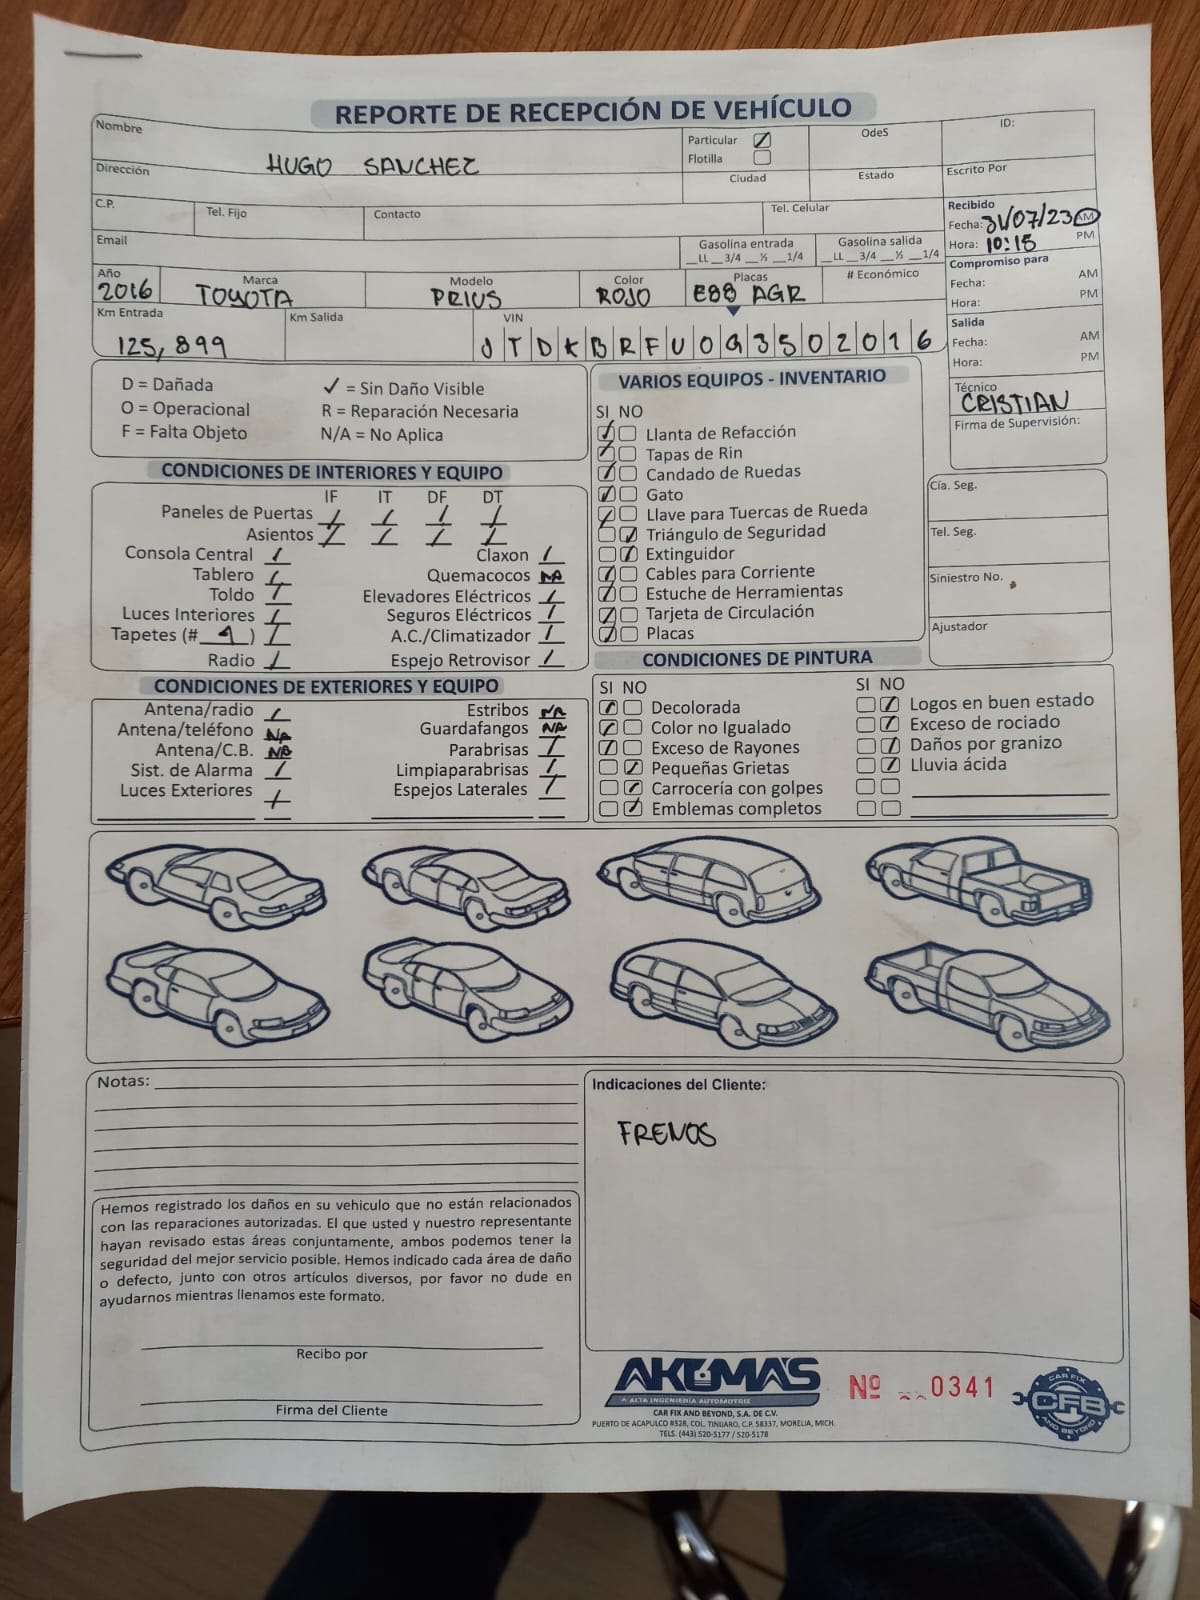 REPORTE DE RECEPCIÓN DE VEHÍCULO
Nombre
HUGO SANCHEZ
Particular
Flotilla
OdeS
ID:
Dirección
Ciudad
Estado
Escrito Por
C.P.
Tel. Fijo
Contacto
Tel. Celular
Recibido
Fecha: 31/07/23 AM
Hora: 10:15 PM
Email
Gasolina entrada
__LL __3/4 __½ __1/4
Gasolina salida
__LL __3/4 __½ __1/4
Compromiso para
Fecha: AM
Hora: PM
Año
2016
Marca
TOYOTA
Modelo
PRIUS
Color
ROJO
Placas
E88 AGR
# Económico
Km Entrada
125,899
Km Salida
VIN
JTDKBRFU0G3502016
Salida
Fecha: AM
Hora: PM
Técnico
CRISTIAN
Firma de Supervisión:
D = Dañada
✓ = Sin Daño Visible
O = Operacional
R = Reparación Necesaria
F = Falta Objeto
N/A = No Aplica
CONDICIONES DE INTERIORES Y EQUIPO
IF IT DF DT
Paneles de Puertas
Asientos
Consola Central
Claxon
Tablero
Quemacocos NA
Toldo
Elevadores Eléctricos
Luces Interiores
Seguros Eléctricos
Tapetes (# )
A.C./Climatizador
Radio
Espejo Retrovisor
CONDICIONES DE EXTERIORES Y EQUIPO
Antena/radio
Estribos NA
Antena/teléfono NA
Guardafangos NA
Antena/C.B. NA
Parabrisas
Sist. de Alarma
Limpiaparabrisas
Luces Exteriores
Espejos Laterales
VARIOS EQUIPOS - INVENTARIO
SI NO
Llanta de Refacción
Tapas de Rin
Candado de Ruedas
Gato
Llave para Tuercas de Rueda
Triángulo de Seguridad
Extinguidor
Cables para Corriente
Estuche de Herramientas
Tarjeta de Circulación
Placas
Cía. Seg.
Tel. Seg.
Siniestro No.
Ajustador
CONDICIONES DE PINTURA
SI NO
Decolorada
Color no Igualado
Exceso de Rayones
Pequeñas Grietas
Carrocería con golpes
Emblemas completos
SI NO
Logos en buen estado
Exceso de rociado
Daños por granizo
Lluvia ácida
Notas:
Indicaciones del Cliente:
FRENOS
Hemos registrado los daños en su vehiculo que no están relacionados
con las reparaciones autorizadas. El que usted y nuestro representante
hayan revisado estas áreas conjuntamente, ambos podemos tener la
seguridad del mejor servicio posible. Hemos indicado cada área de daño
o defecto, junto con otros artículos diversos, por favor no dude en
ayudarnos mientras llenamos este formato.
Recibo por
Firma del Cliente
AKUMA'S
ALTA INGENIERÍA AUTOMOTRIZ
CAR FIX AND BEYOND, S.A. DE C.V.
PUERTO DE ACAPULCO #328, COL. TINIJARO, C.P. 58337, MORELIA, MICH.
TELS. (443) 520-5177 / 520-5178
Nº 0341
CAR FIX
CFB
AND BEYOND